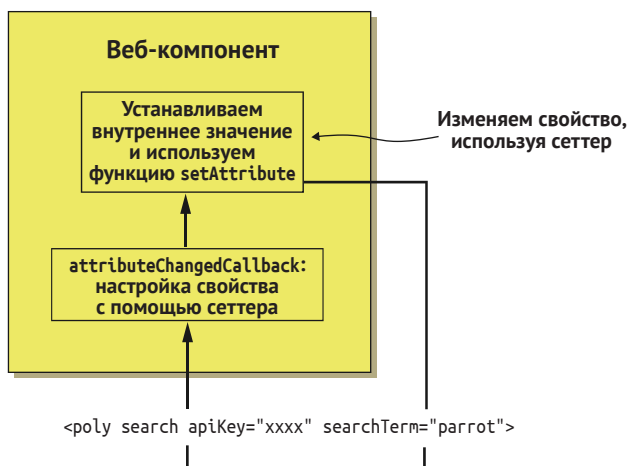 Веб-компонент
Устанавливаем
внутреннее значение
и используем
функцию setAttribute
Изменяем свойство,
используя сеттер
attributeChangedCallback:
настройка свойства
с помощью сеттера
<poly search apiKey="xxxx" searchTerm="parrot">